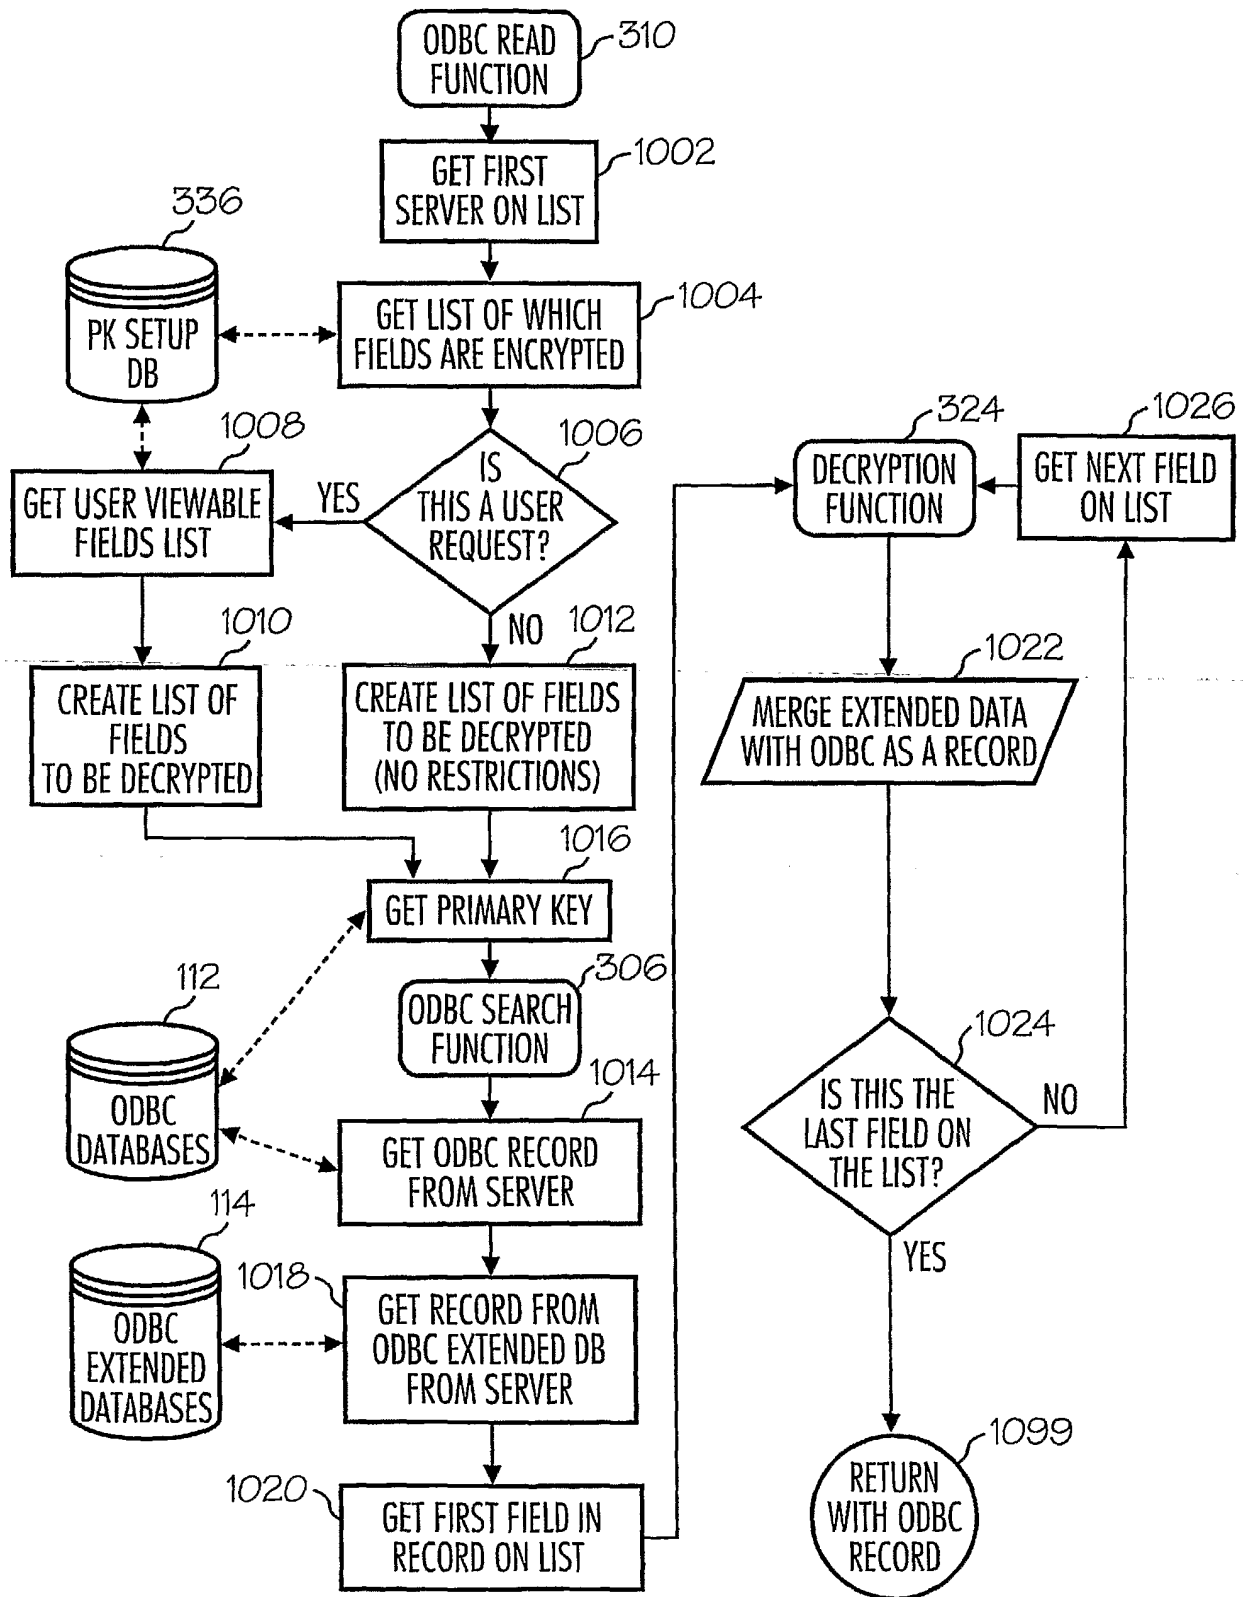 ODBC READ
FUNCTION
310
GET FIRST
SERVER ON LIST
1002
336
PK SETUP
DB
GET LIST OF WHICH
FIELDS ARE ENCRYPTED
1004
IS
THIS A USER
REQUEST?
1006
YES
NO
1008
GET USER VIEWABLE
FIELDS LIST
1010
CREATE LIST OF
FIELDS
TO BE DECRYPTED
1012
CREATE LIST OF FIELDS
TO BE DECRYPTED
(NO RESTRICTIONS)
1016
GET PRIMARY KEY
306
ODBC SEARCH
FUNCTION
112
ODBC
DATABASES
1014
GET ODBC RECORD
FROM SERVER
114
ODBC
EXTENDED
DATABASES
1018
GET RECORD FROM
ODBC EXTENDED DB
FROM SERVER
1020
GET FIRST FIELD IN
RECORD ON LIST
324
DECRYPTION
FUNCTION
1026
GET NEXT FIELD
ON LIST
1022
MERGE EXTENDED DATA
WITH ODBC AS A RECORD
1024
IS THIS THE
LAST FIELD ON
THE LIST?
NO
YES
1099
RETURN
WITH ODBC
RECORD